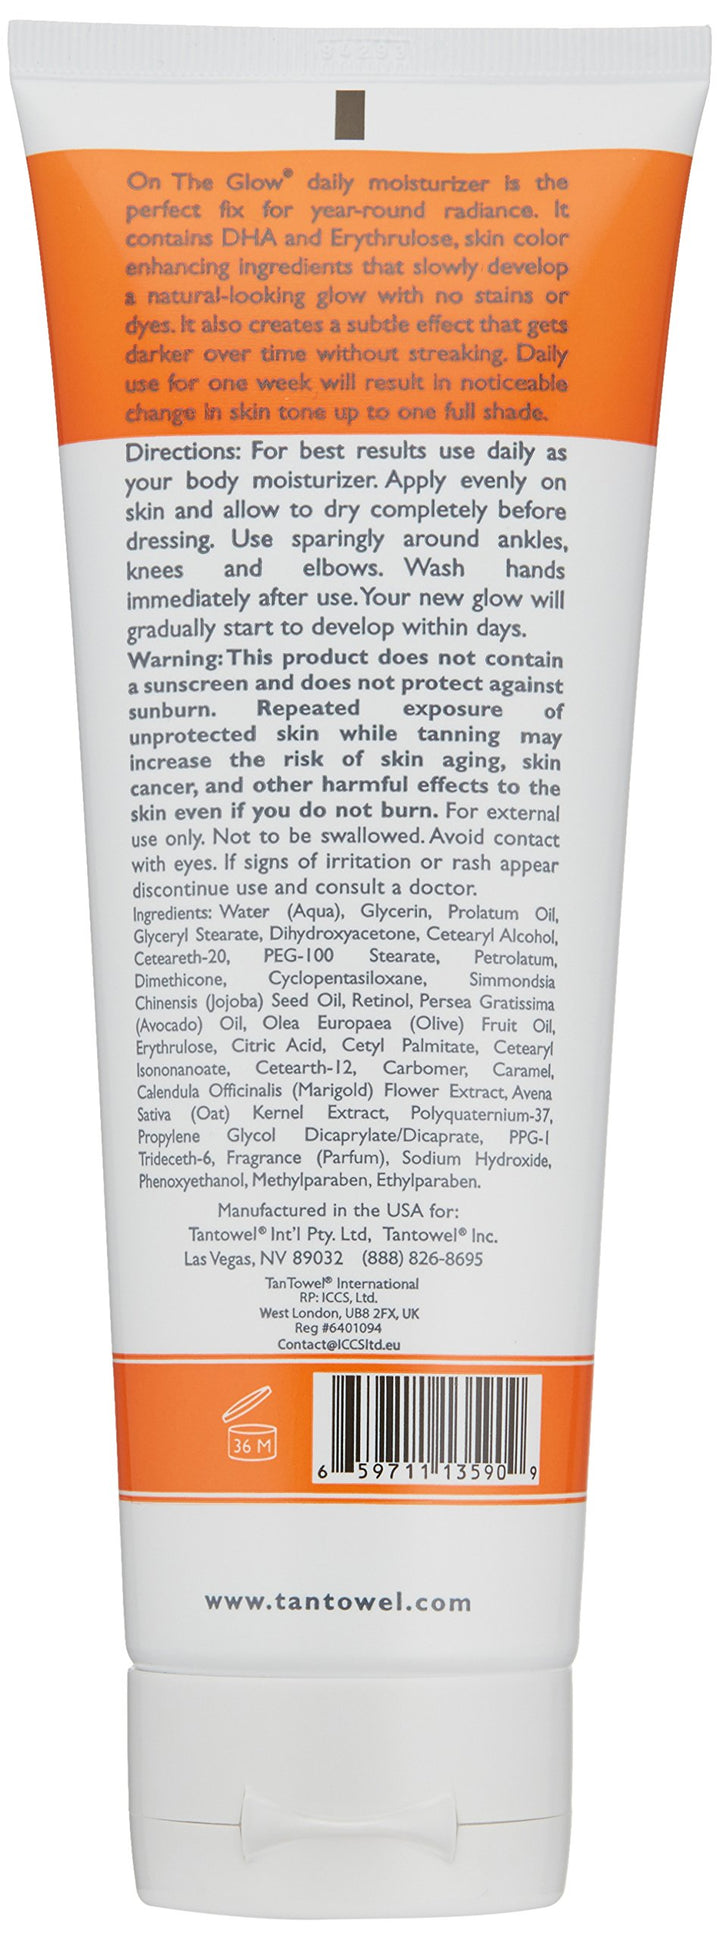 On The Glow® daily moisturizer is the
perfect fix for year-round radiance. It
contains DHA and Erythrulose, skin color
enhancing ingredients that slowly develop
a natural-looking glow with no stains or
dyes. It also creates a subtle effect that gets
darker over time without streaking. Daily
use for one week will result in noticeable
change in skin tone up to one full shade.
Directions: For best results use daily as
your body moisturizer. Apply evenly on
skin and allow to dry completely before
dressing. Use sparingly around ankles,
knees and elbows. Wash hands
immediately after use. Your new glow will
gradually start to develop within days.
Warning: This product does not contain
a sunscreen and does not protect against
sunburn. Repeated exposure of
unprotected skin while tanning may
increase the risk of skin aging, skin
cancer, and other harmful effects to the
skin even if you do not burn. For external
use only. Not to be swallowed. Avoid contact
with eyes. If signs of irritation or rash appear
discontinue use and consult a doctor.
Ingredients: Water (Aqua), Glycerin, Prolatum Oil,
Glyceryl Stearate, Dihydroxyacetone, Cetearyl Alcohol,
Ceteareth-20, PEG-100 Stearate, Petrolatum,
Dimethicone, Cyclopentasiloxane, Simmondsia
Chinensis (Jojoba) Seed Oil, Retinol, Persea Gratissima
(Avocado) Oil, Olea Europaea (Olive) Fruit Oil,
Erythrulose, Citric Acid, Cetyl Palmitate, Cetearyl
Isononanoate, Cetearth-12, Carbomer, Caramel,
Calendula Officinalis (Marigold) Flower Extract, Avena
Sativa (Oat) Kernel Extract, Polyquaternium-37,
Propylene Glycol Dicaprylate/Dicaprate, PPG-1
Trideceth-6, Fragrance (Parfum), Sodium Hydroxide,
Phenoxyethanol, Methylparaben, Ethylparaben.
Manufactured in the USA for:
Tantowel® Int'l Pty. Ltd, Tantowel® Inc.
Las Vegas, NV 89032 (888) 826-8695
TanTowel® International
RP: ICCS, Ltd.
West London, UB8 2FX, UK
Reg #6401094
Contact@ICCSltd.eu
36 M
6 59711 13590 9
www.tantowel.com